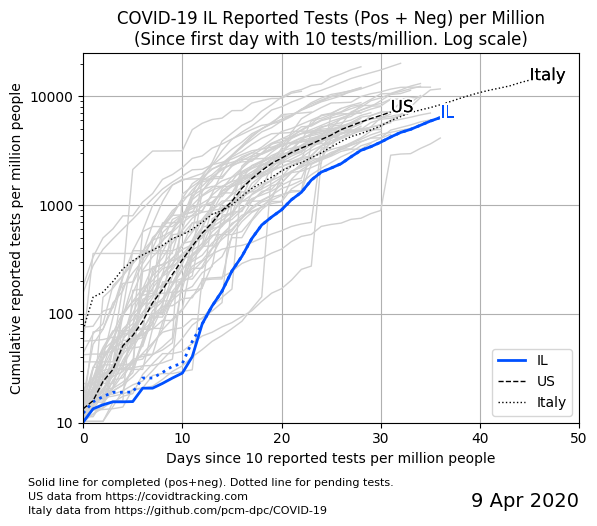 COVID-19 IL Reported Tests (Pos + Neg) per Million
(Since first day with 10 tests/million. Log scale)
Cumulative reported tests per million people
10000
1000
100
10
Italy
US
IL
IL
US
Italy
0
10
20
30
40
50
Days since 10 reported tests per million people
Solid line for completed (pos+neg). Dotted line for pending tests.
US data from https://covidtracking.com
Italy data from https://github.com/pcm-dpc/COVID-19
9 Apr 2020